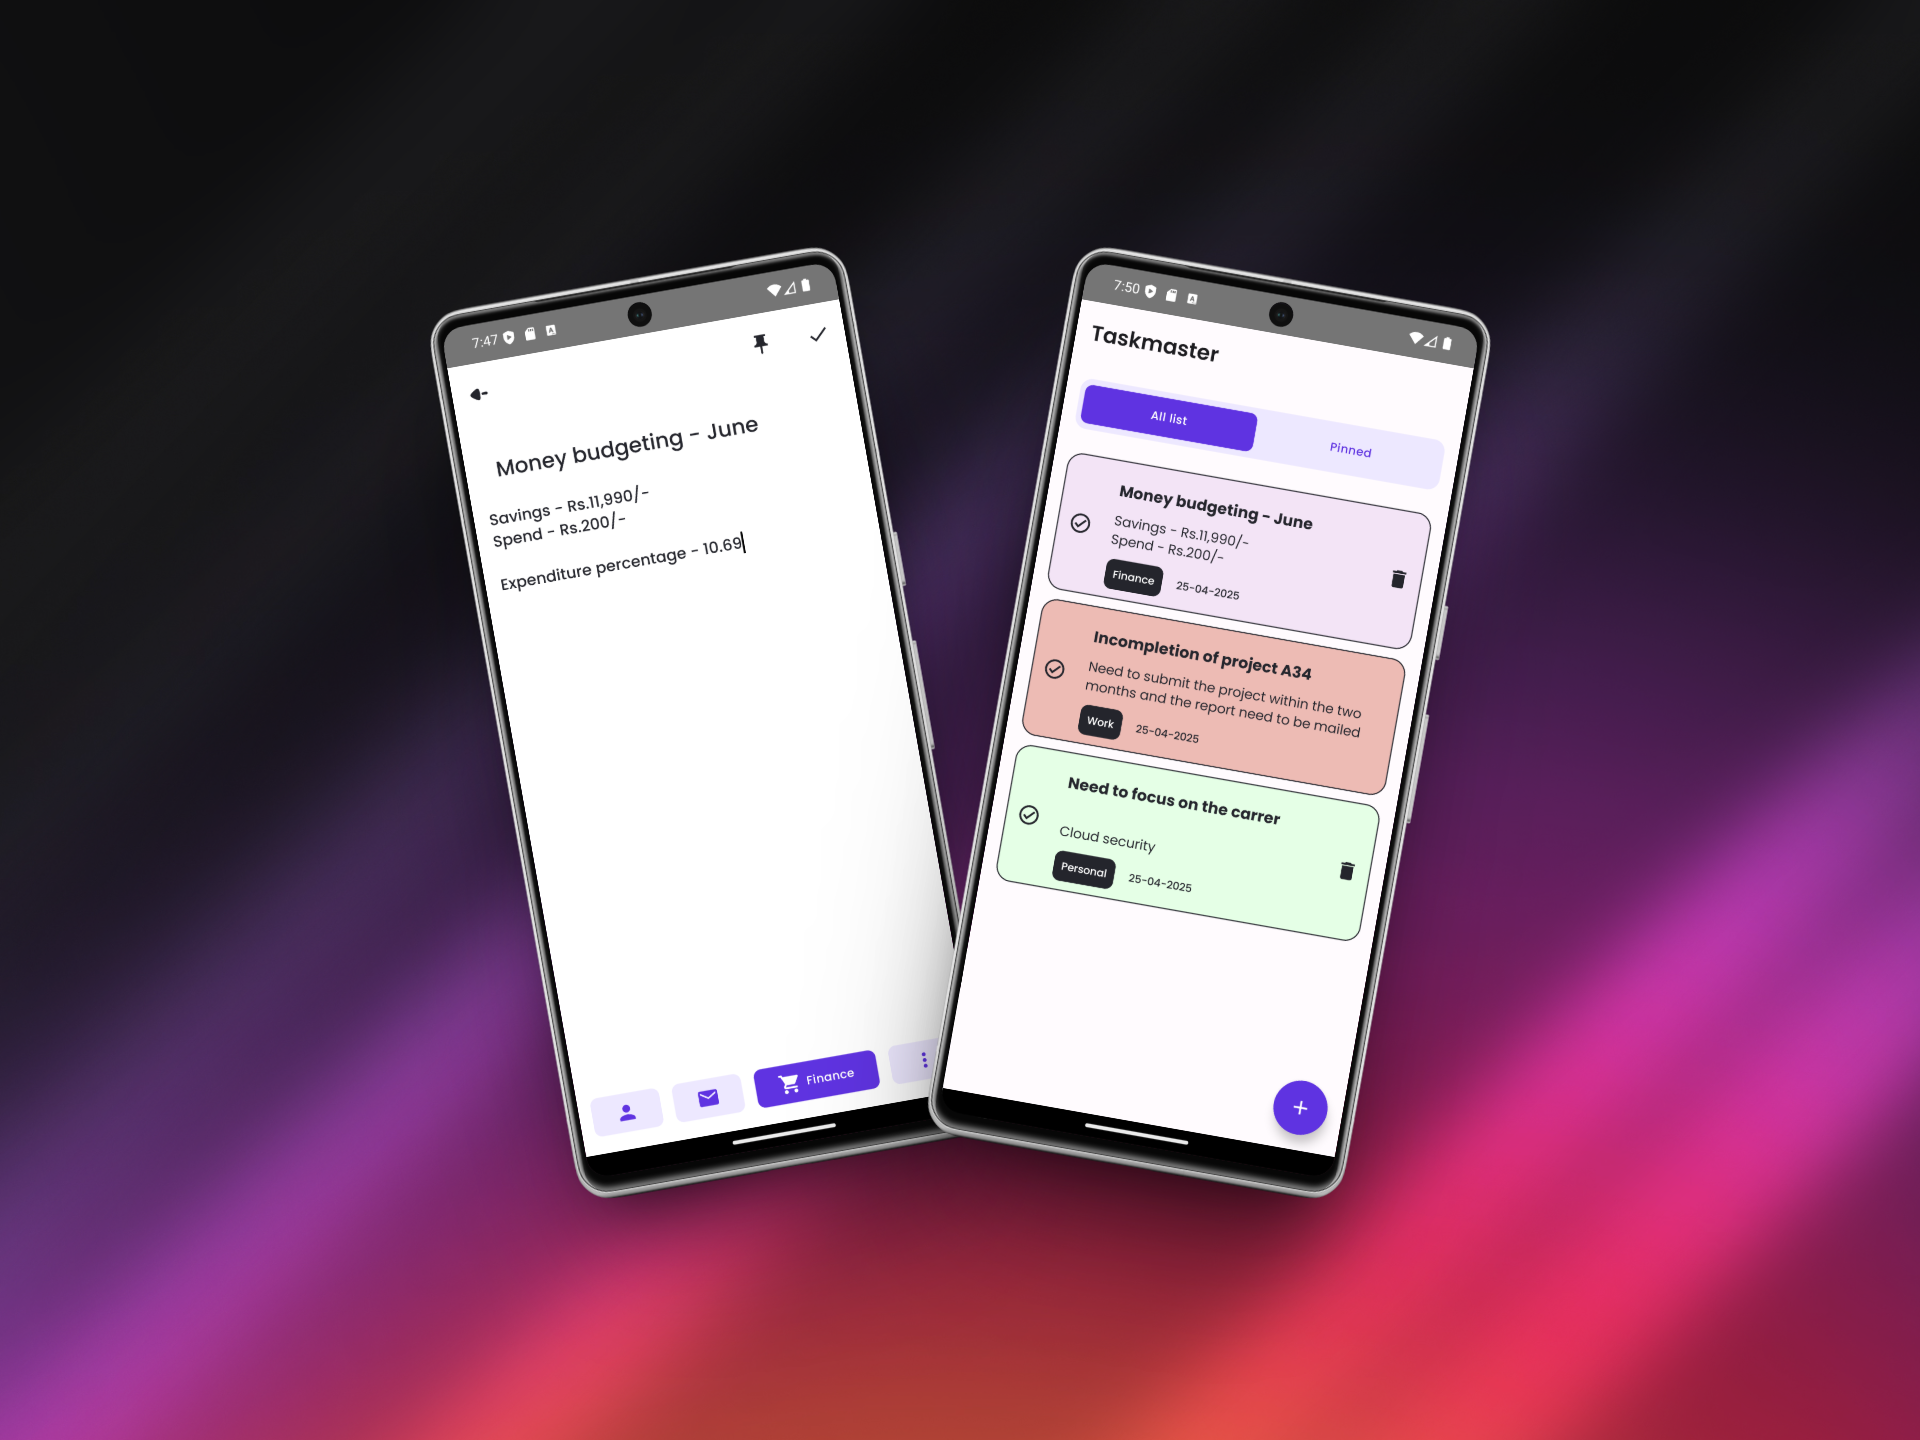 7:47
Money budgeting - June
Savings - Rs.11,990/-
Spend - Rs.200/-
Expenditure percentage - 10.69
Finance
7:50
Taskmaster
All list
Pinned
Money budgeting - June
Savings - Rs.11,990/-
Spend - Rs.200/-
Finance
25-04-2025
Incompletion of project A34
Need to submit the project within the two
months and the report need to be mailed
Work
25-04-2025
Need to focus on the carrer
Cloud security
Personal
25-04-2025